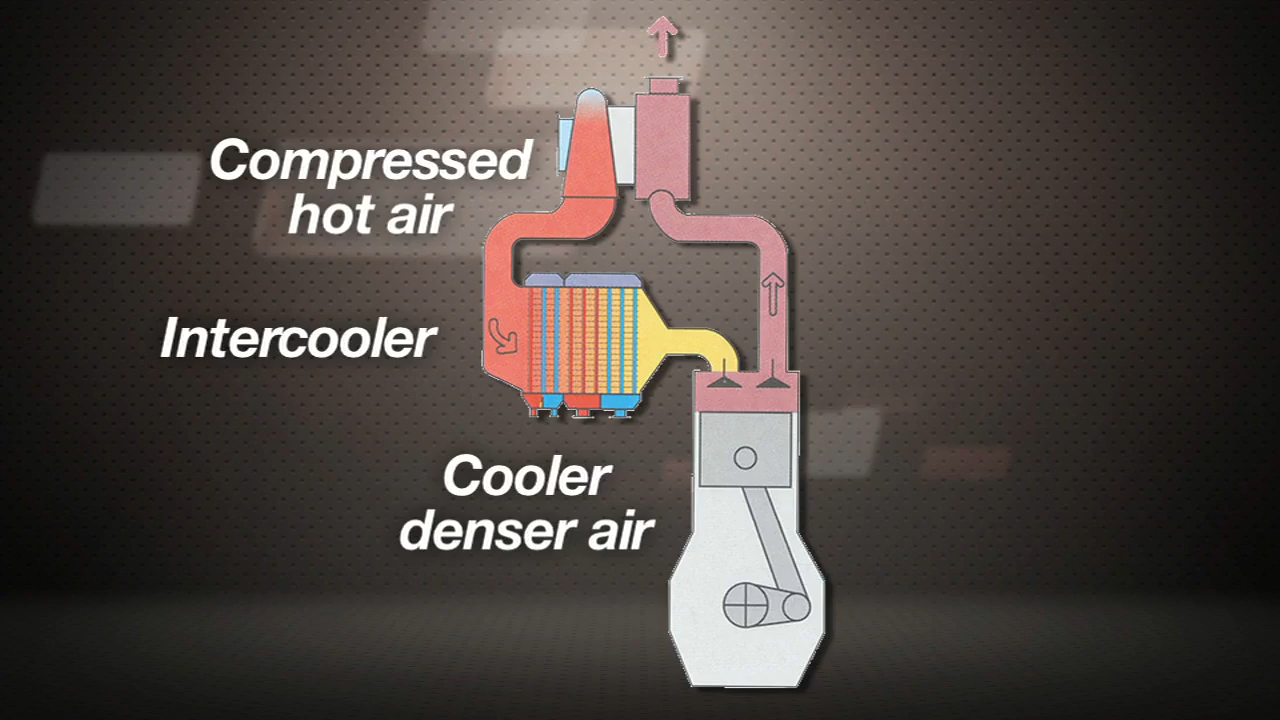 Compressed
hot air
Intercooler
Cooler
denser air